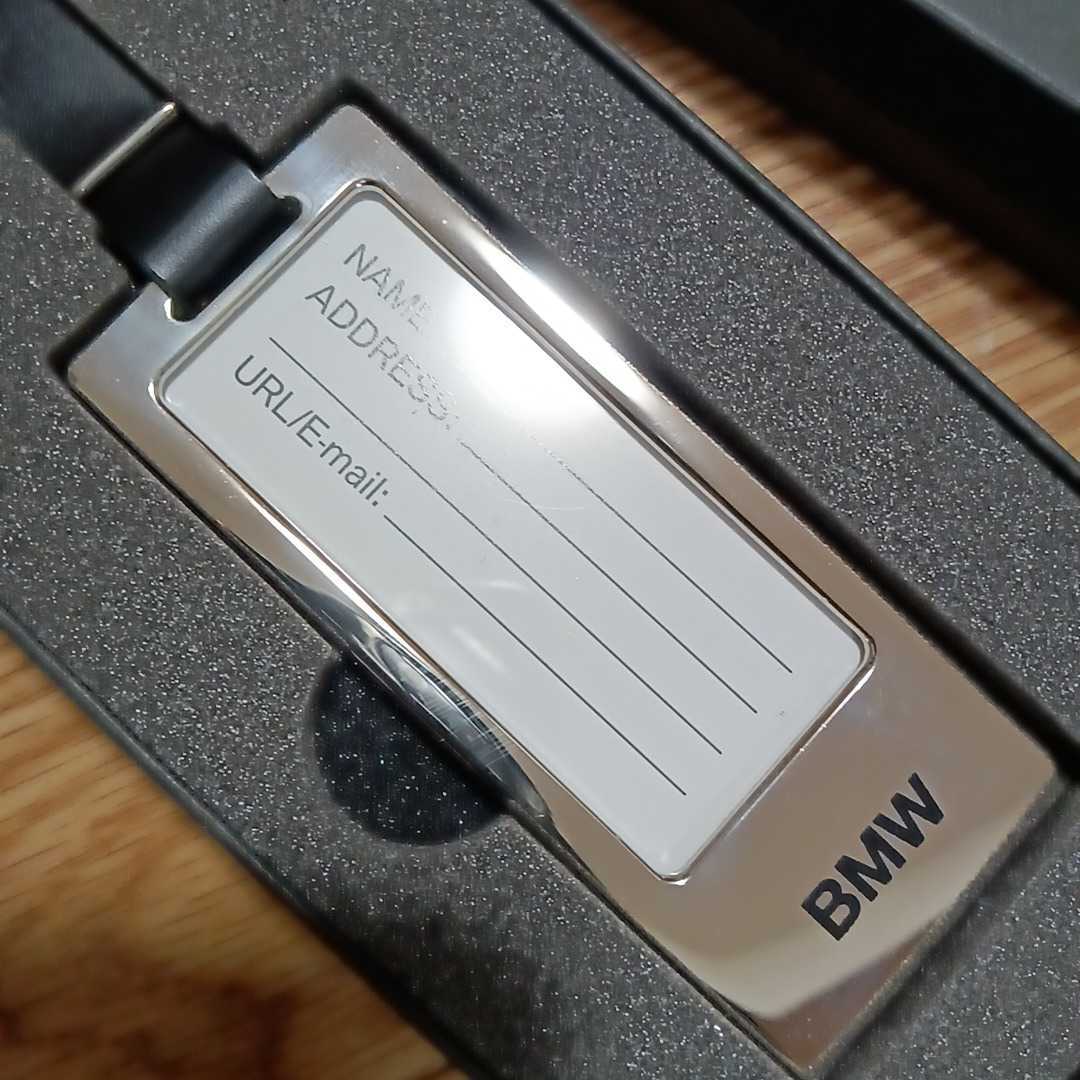 NAME
ADDRESS:
URL/E-mail:
BMW